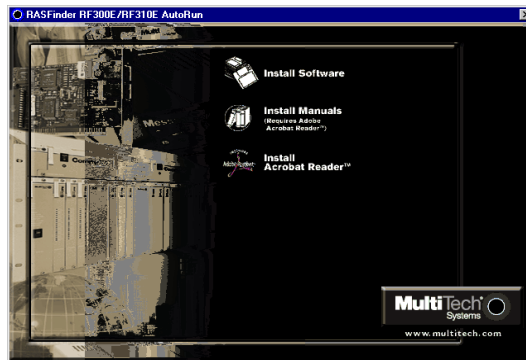 RASFinder RF300E/RF310E AutoRun
Install Software
Install Manuals
(Requires Adobe
Acrobat Reader™)
Install
Acrobat Reader™
MultiTech
Systems
www.multitech.com